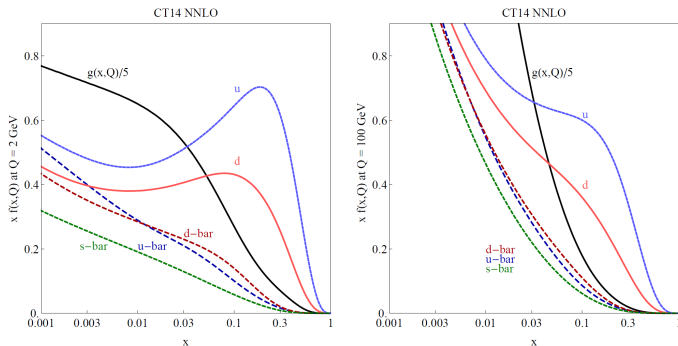 CT14 NNLO
x f(x,Q) at Q = 2 GeV
0.8
0.6
0.4
0.2
0.
g(x,Q)/5
u
d
d−bar
s−bar
u−bar
0.001
0.003
0.01
0.03
0.1
0.3
1
x
CT14 NNLO
x f(x,Q) at Q = 100 GeV
0.8
0.6
0.4
0.2
0.
g(x,Q)/5
u
d
d−bar
u−bar
s−bar
0.001
0.003
0.01
0.03
0.1
0.3
1
x